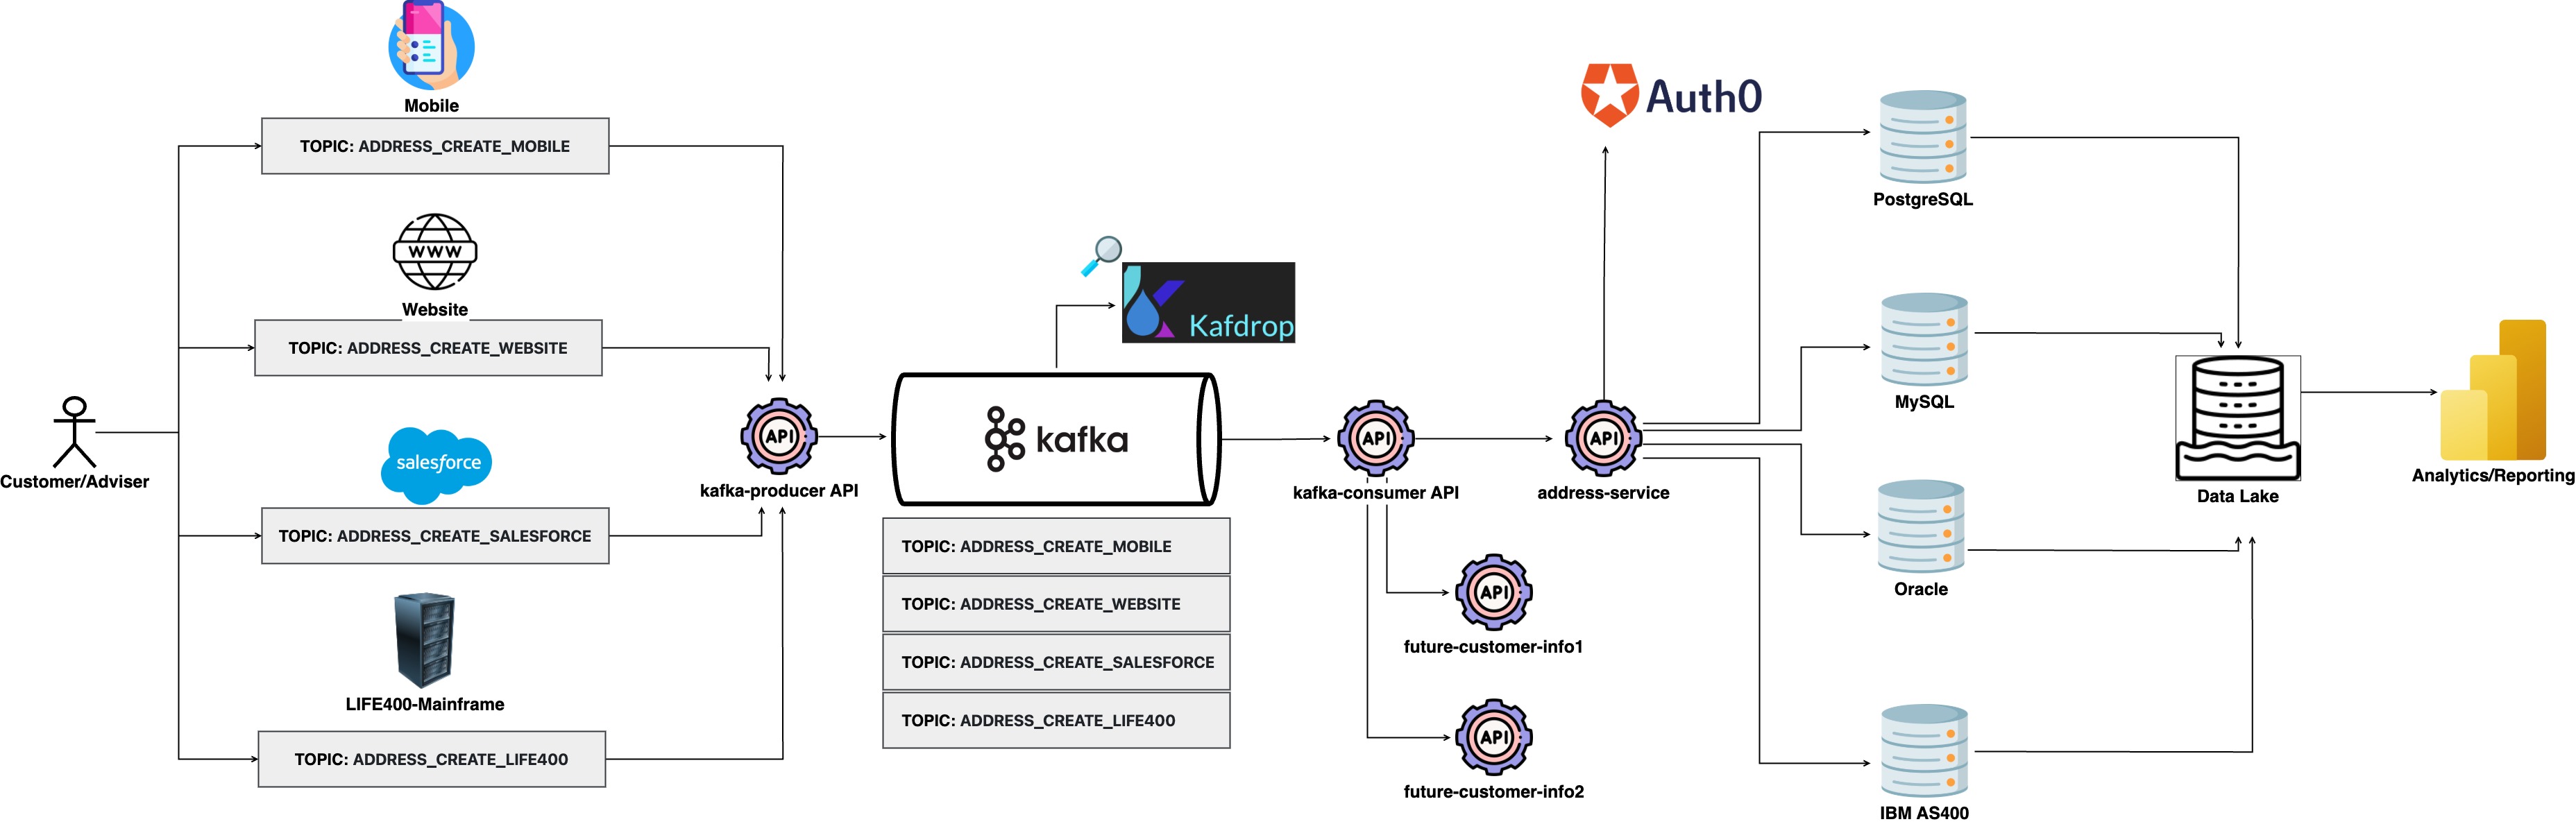 Mobile
TOPIC: ADDRESS_CREATE_MOBILE
WWW
Website
TOPIC: ADDRESS_CREATE_WEBSITE
salesforce
TOPIC: ADDRESS_CREATE_SALESFORCE
LIFE400-Mainframe
TOPIC: ADDRESS_CREATE_LIFE400
Customer/Adviser
API
kafka-producer API
Kafdrop
kafka
TOPIC: ADDRESS_CREATE_MOBILE
TOPIC: ADDRESS_CREATE_WEBSITE
TOPIC: ADDRESS_CREATE_SALESFORCE
TOPIC: ADDRESS_CREATE_LIFE400
API
kafka-consumer API
API
future-customer-info1
API
future-customer-info2
Auth0
API
address-service
PostgreSQL
MySQL
Oracle
IBM AS400
Data Lake
Analytics/Reporting